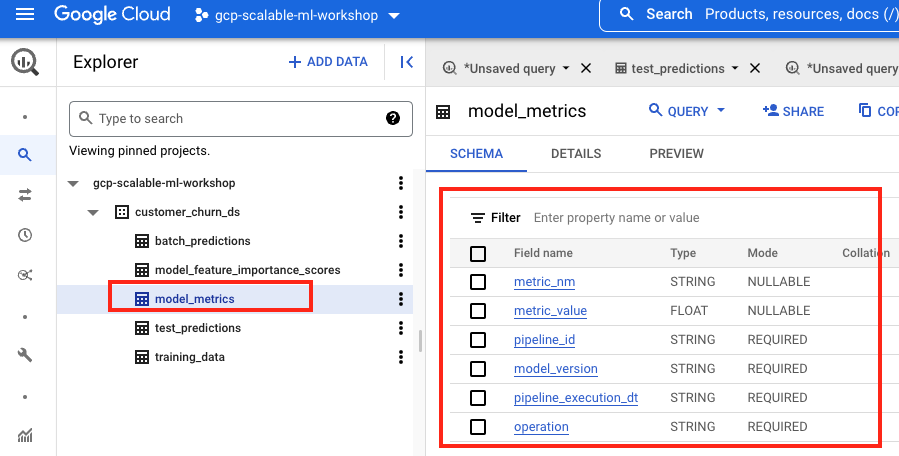 Google Cloud gcp-scalable-ml-workshop Search Products, resources, docs (/)
Explorer + ADD DATA
*Unsaved query test_predictions *Unsaved query
Type to search
model_metrics QUERY SHARE COP
Viewing pinned projects.
SCHEMA DETAILS PREVIEW
gcp-scalable-ml-workshop
customer_churn_ds
batch_predictions
model_feature_importance_scores
model_metrics
test_predictions
training_data
Filter Enter property name or value
Field name Type Mode Collation
metric_nm STRING NULLABLE
metric_value FLOAT NULLABLE
pipeline_id STRING REQUIRED
model_version STRING REQUIRED
pipeline_execution_dt STRING REQUIRED
operation STRING REQUIRED